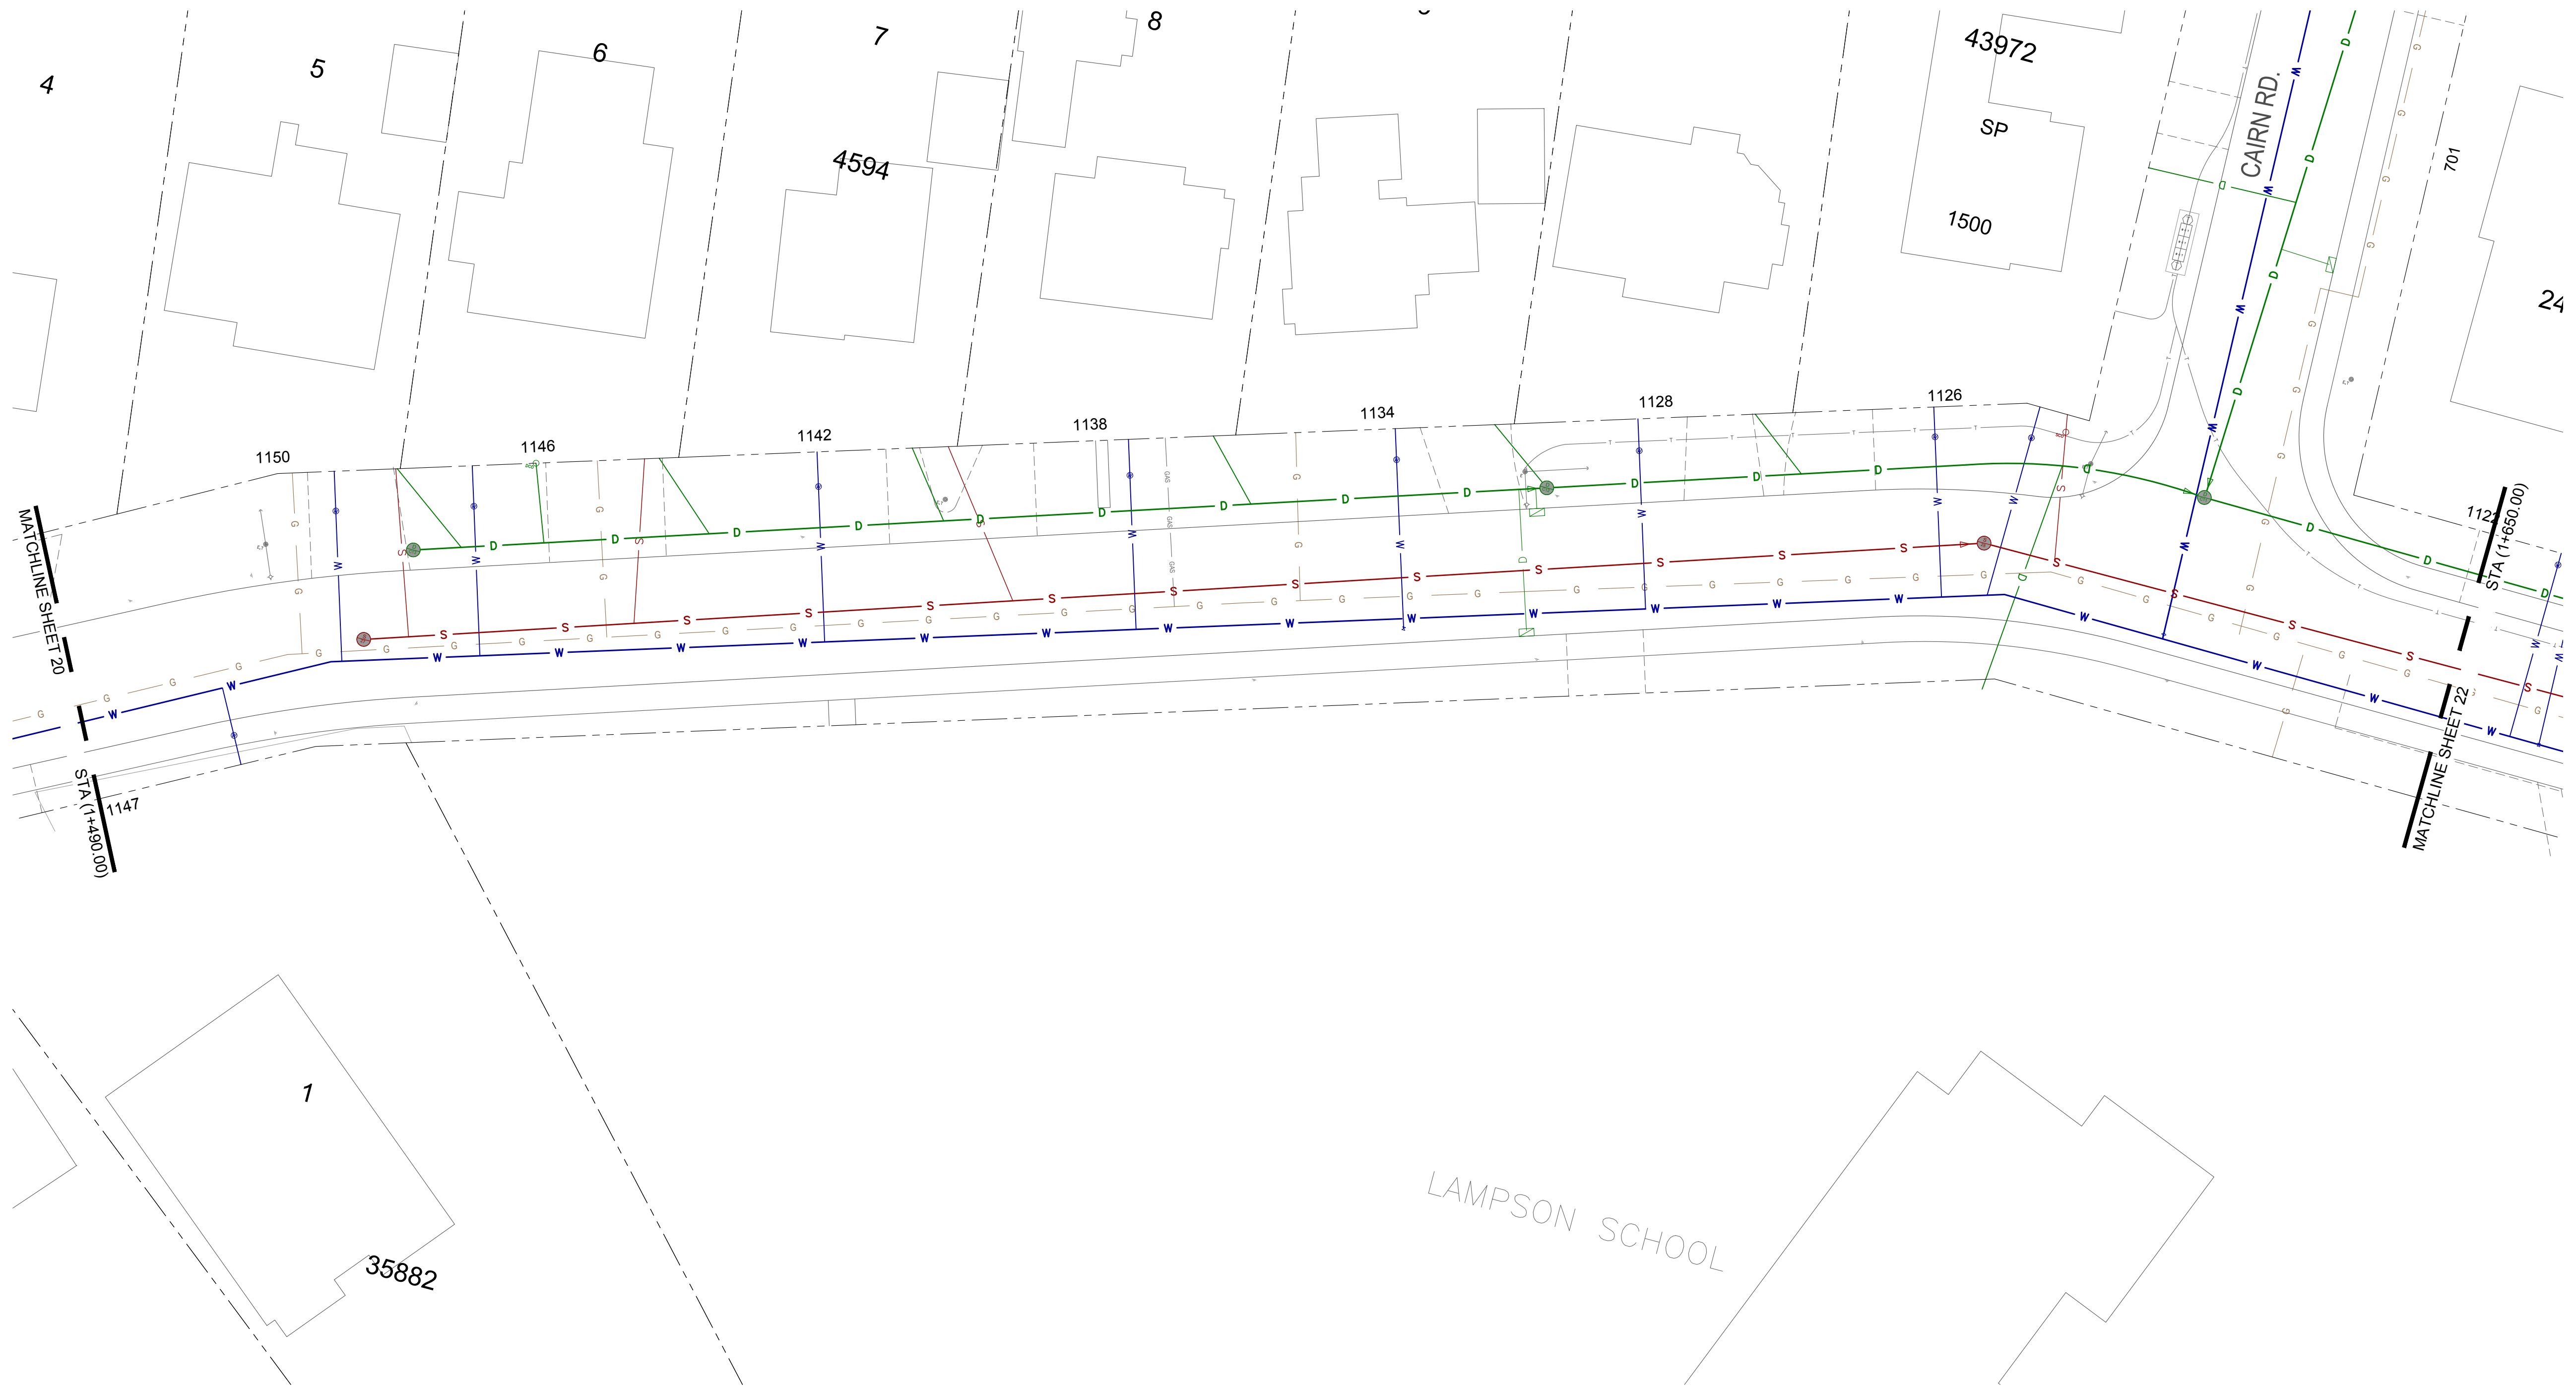 4
5
6
7
8
4594
43972
SP
1500
CAIRN RD.
701
24
1150
1146
1142
1138
1134
1128
1126
1122
MATCHLINE SHEET 20
STA (1+490.00)
1147
STA (1+650.00)
MATCHLINE SHEET 22
GAS
GAS
D D D D D D D D D D D D D D D
S S S S S S S S S S S S S S S S S
G G G G G G G G G G G G G G G G
W W W W W W W W W W W W W W W W W W
1
35882
LAMPSON SCHOOL